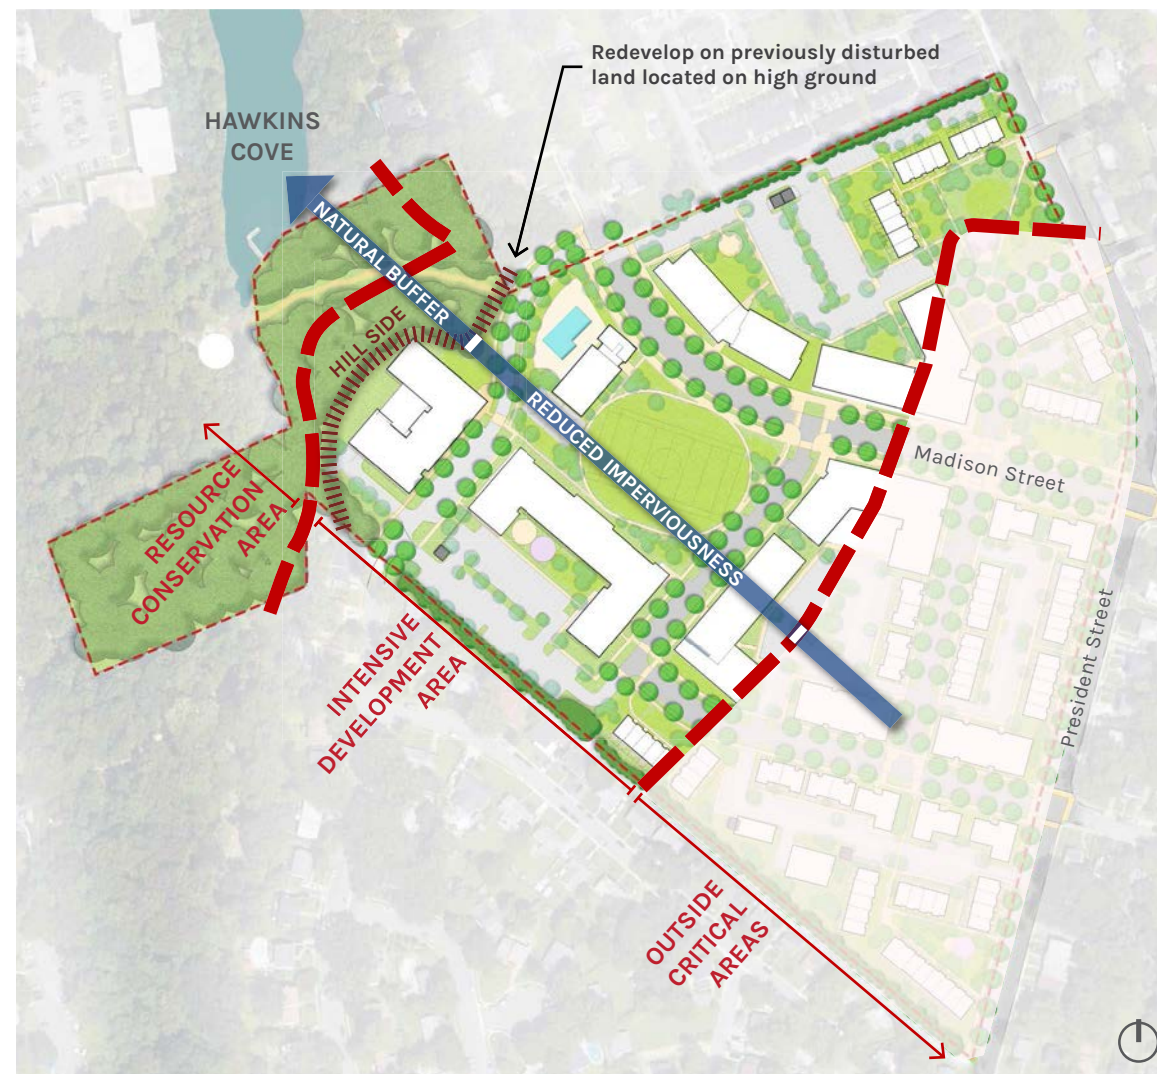 Redevelop on previously disturbed
land located on high ground
HAWKINS
COVE
NATURAL BUFFER
HILL SIDE
REDUCED IMPERVIOUSNESS
Madison Street
RESOURCE
CONSERVATION
AREA
President Street
INTENSIVE
DEVELOPMENT
AREA
OUTSIDE
CRITICAL
AREAS